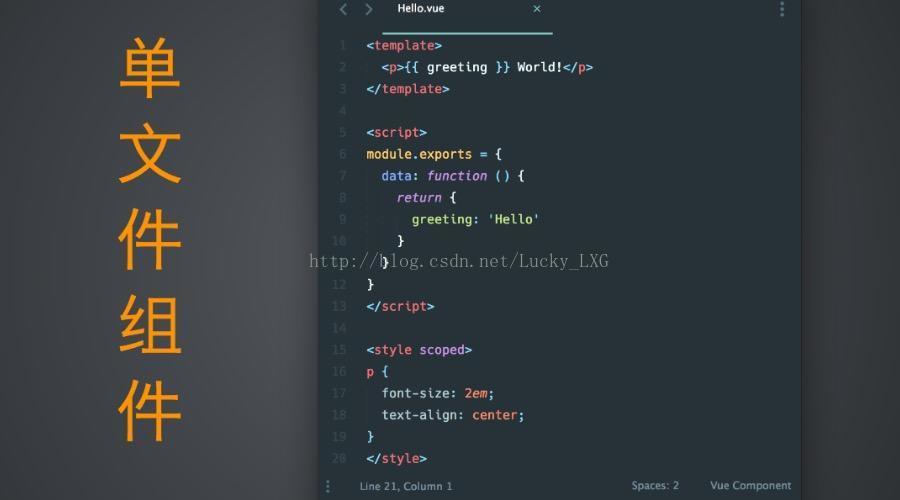 单
文
件
组
件
Hello.vue ×
1 <template>
2 <p>{{ greeting }} World!</p>
3 </template>
4
5 <script>
6 module.exports = {
7 data: function () {
8 return {
9 greeting: 'Hello'
10 }
http://blog.csdn.net/Lucky_LXG
11 }
12 }
13 </script>
14
15 <style scoped>
16 p {
17 font-size: 2em;
18 text-align: center;
19 }
20 </style>
Line 21, Column 1 Spaces: 2 Vue Component